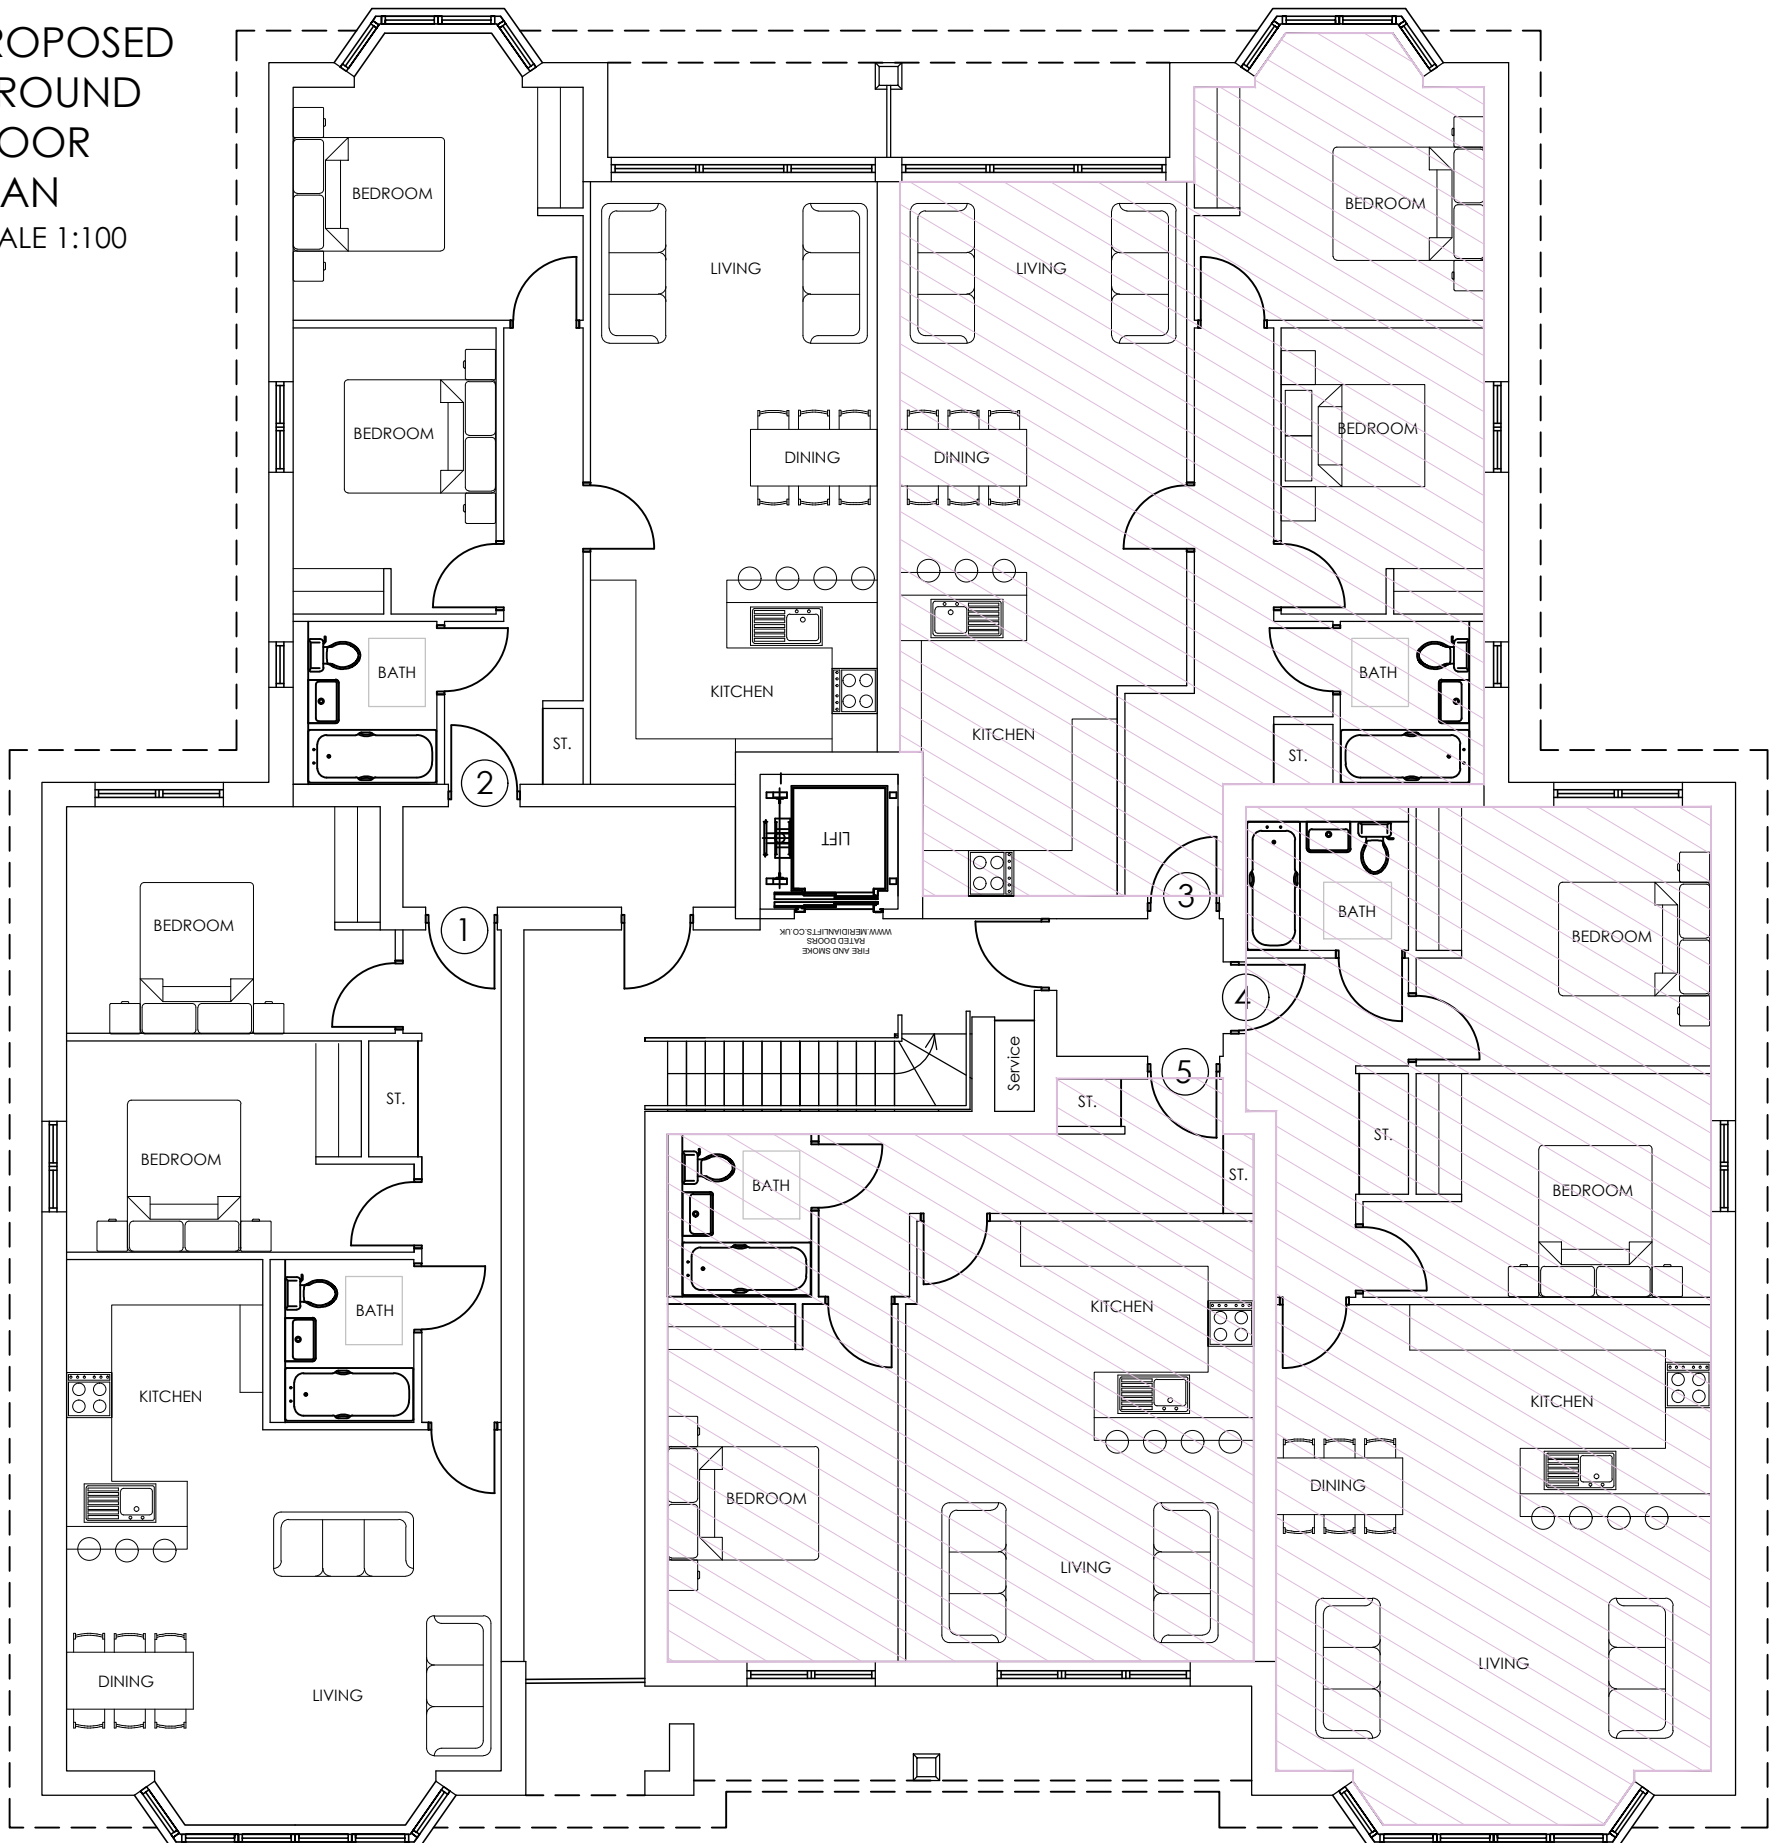 ROPOSED
ROUND
OOR
AN
ALE 1:100
BEDROOM
LIVING
LIVING
BEDROOM
BEDROOM
DINING
DINING
BEDROOM
BATH
KITCHEN
BATH
ST.
KITCHEN
ST.
2
LIFT
3
BEDROOM
1
FIRE AND SMOKE
RATED DOORS
WWW.MERIDIANLIFTS.CO.UK
BATH
BEDROOM
4
Service
5
ST.
ST.
ST.
BEDROOM
BATH
ST.
BEDROOM
BATH
KITCHEN
KITCHEN
KITCHEN
BEDROOM
DINING
LIVING
DINING
LIVING
LIVING